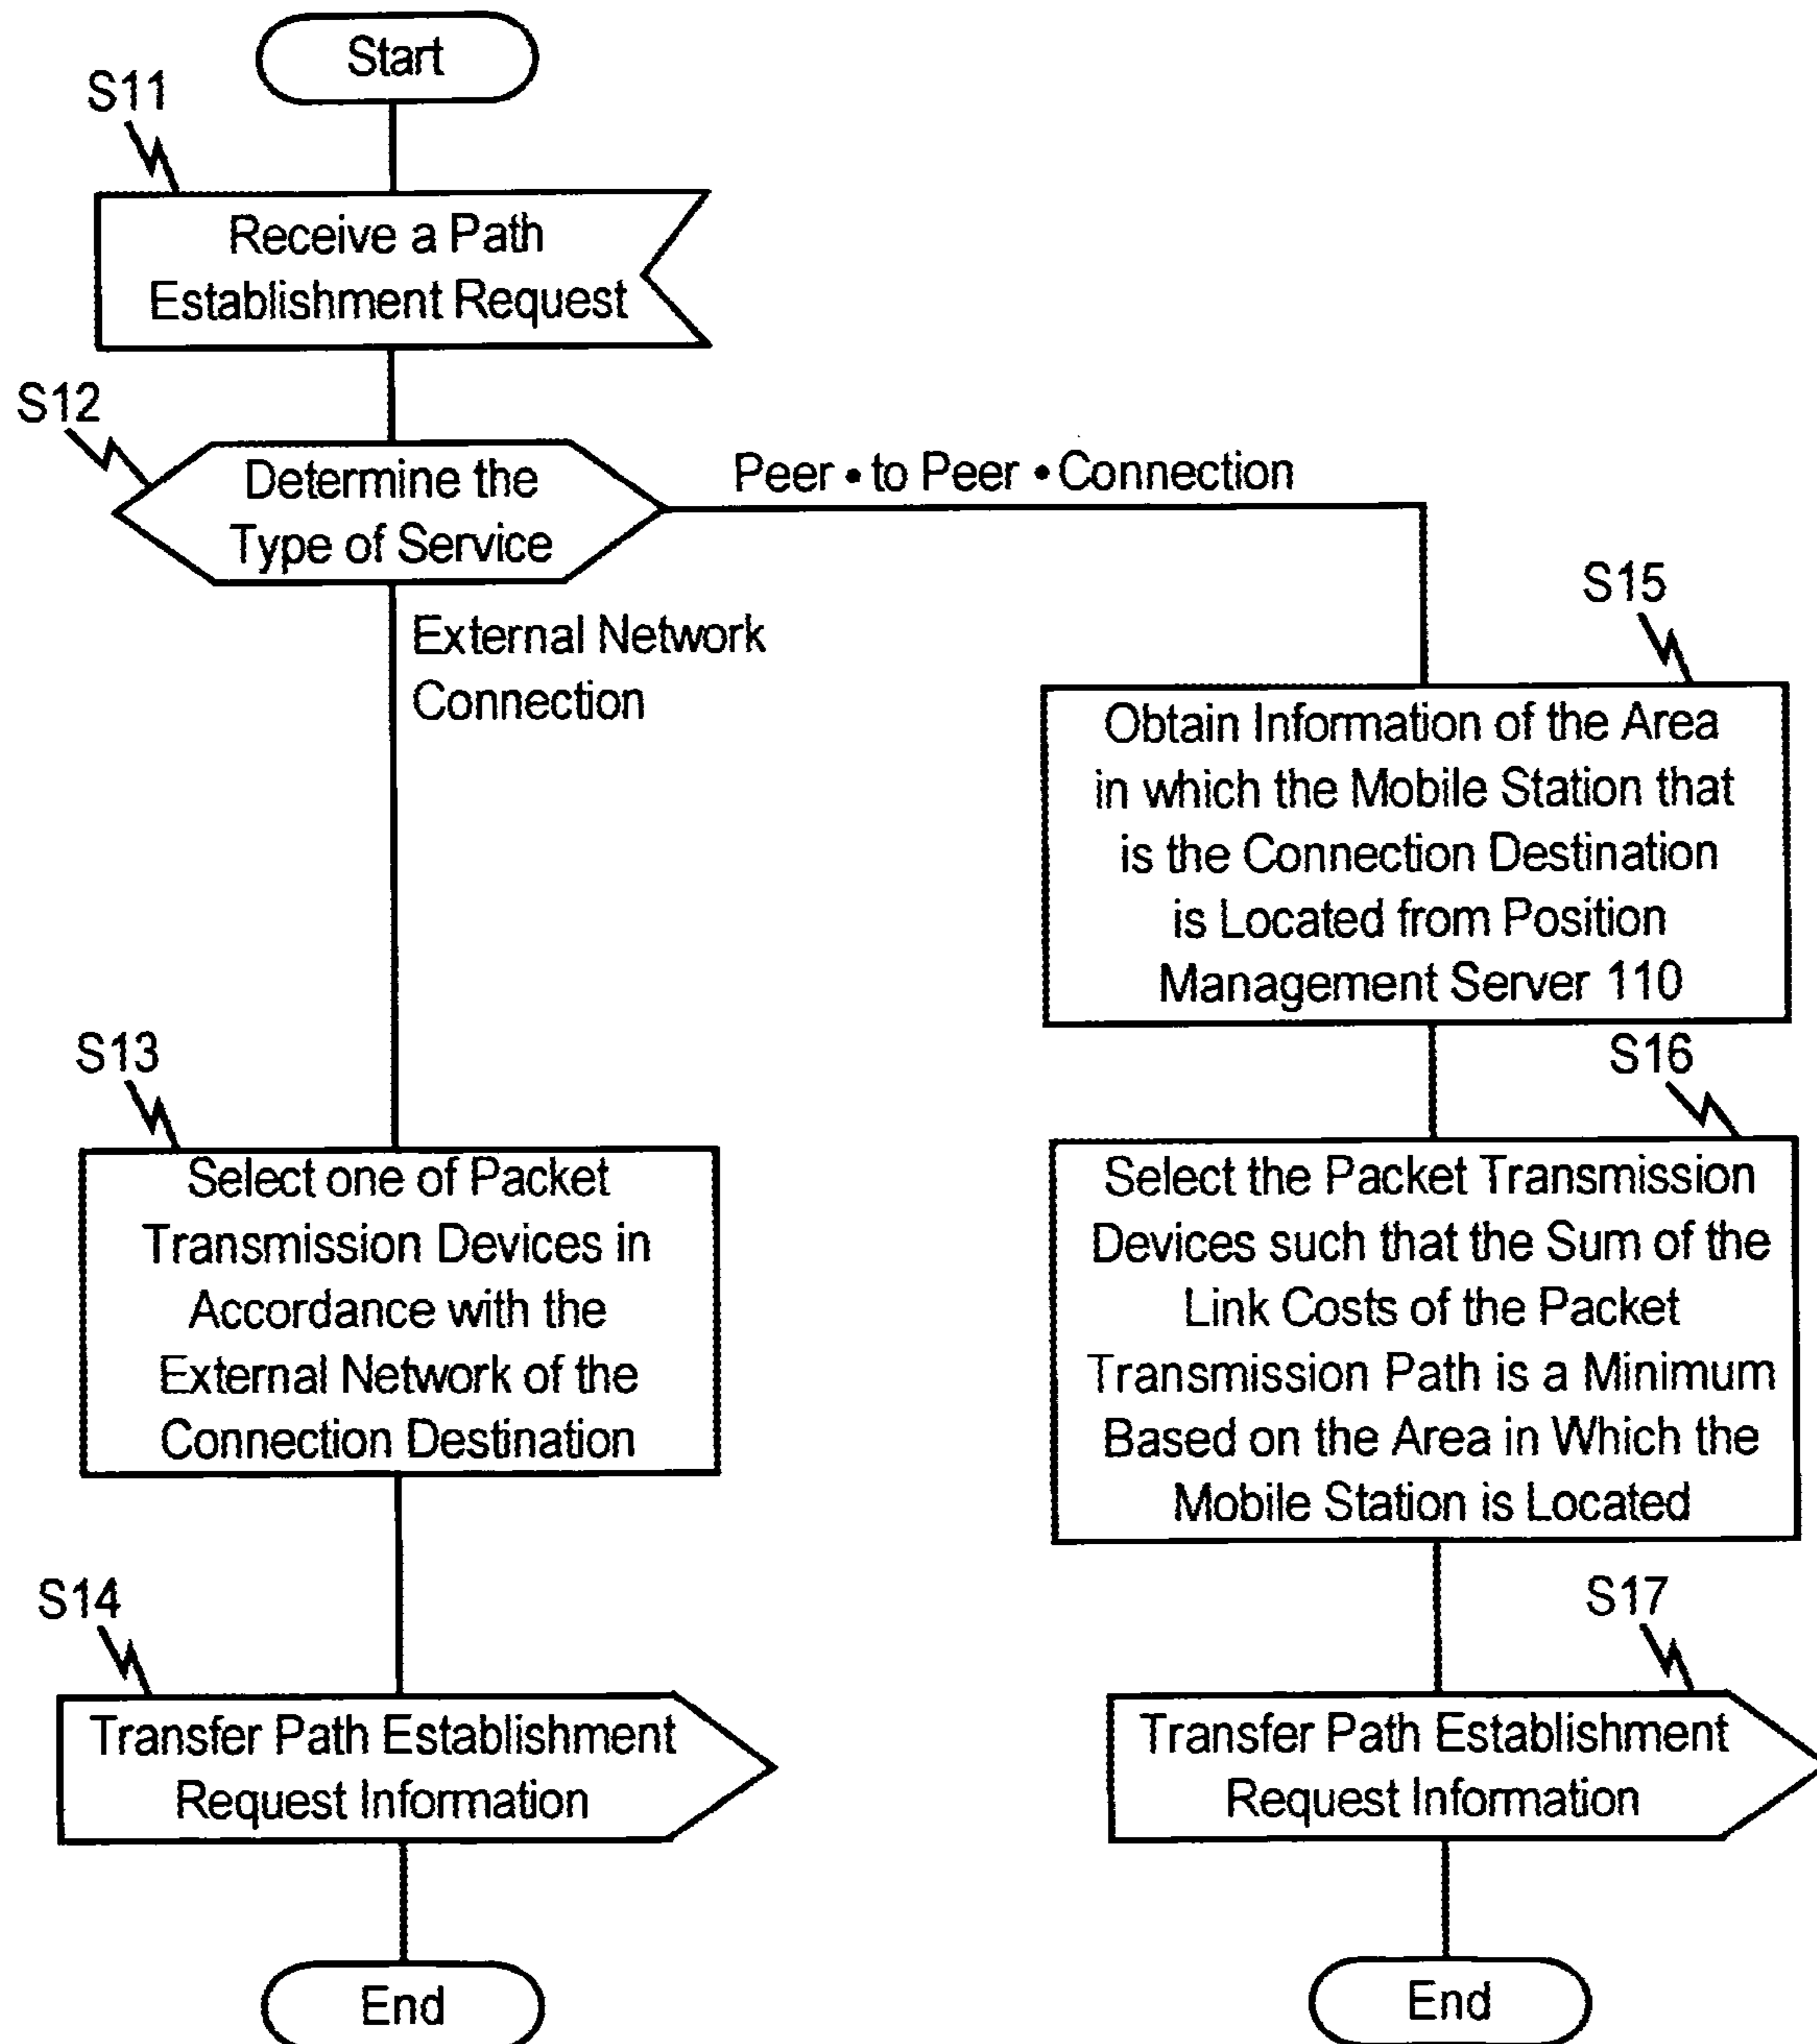 Start
S11
Receive a Path
Establishment Request
S12
Determine the
Type of Service
Peer • to Peer • Connection
External Network
Connection
S15
Obtain Information of the Area
in which the Mobile Station that
is the Connection Destination
is Located from Position
Management Server 110
S13
Select one of Packet
Transmission Devices in
Accordance with the
External Network of the
Connection Destination
S16
Select the Packet Transmission
Devices such that the Sum of the
Link Costs of the Packet
Transmission Path is a Minimum
Based on the Area in Which the
Mobile Station is Located
S14
Transfer Path Establishment
Request Information
S17
Transfer Path Establishment
Request Information
End
End